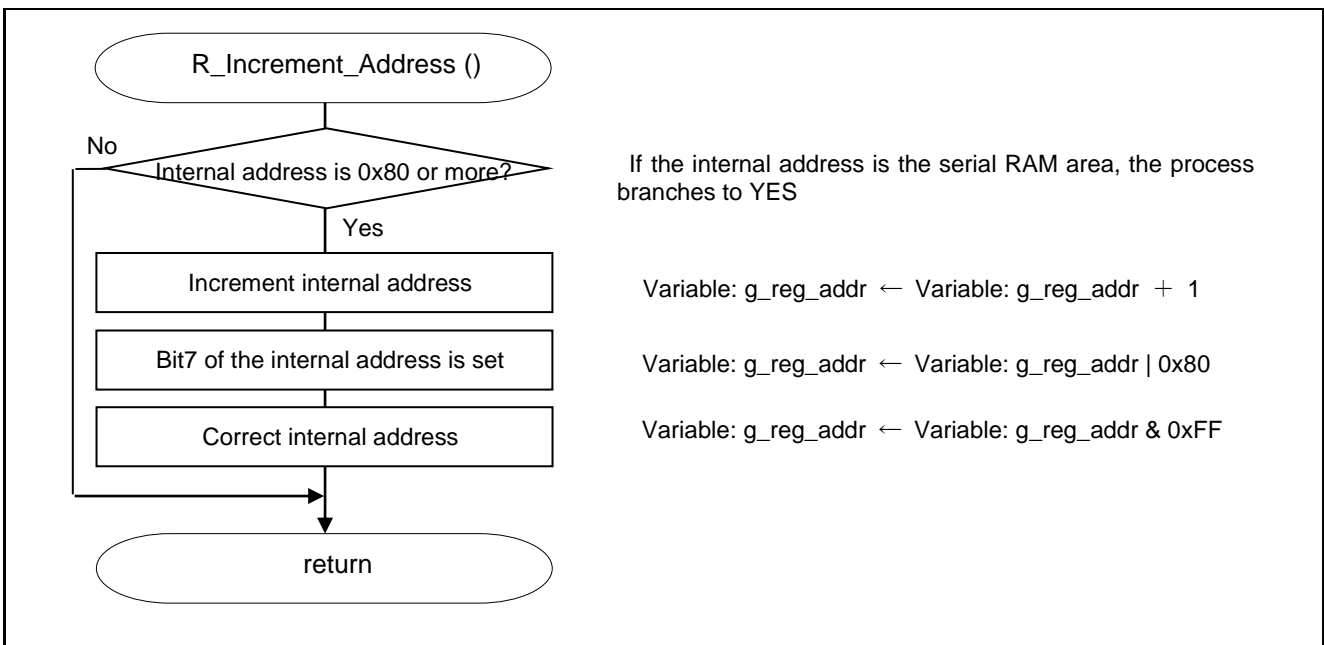 R_Increment_Address ()
No
Internal address is 0x80 or more?
If the internal address is the serial RAM area, the process
branches to YES
Yes
Increment internal address
Variable: g_reg_addr ← Variable: g_reg_addr ＋ 1
Bit7 of the internal address is set
Variable: g_reg_addr ← Variable: g_reg_addr | 0x80
Correct internal address
Variable: g_reg_addr ← Variable: g_reg_addr & 0xFF
return